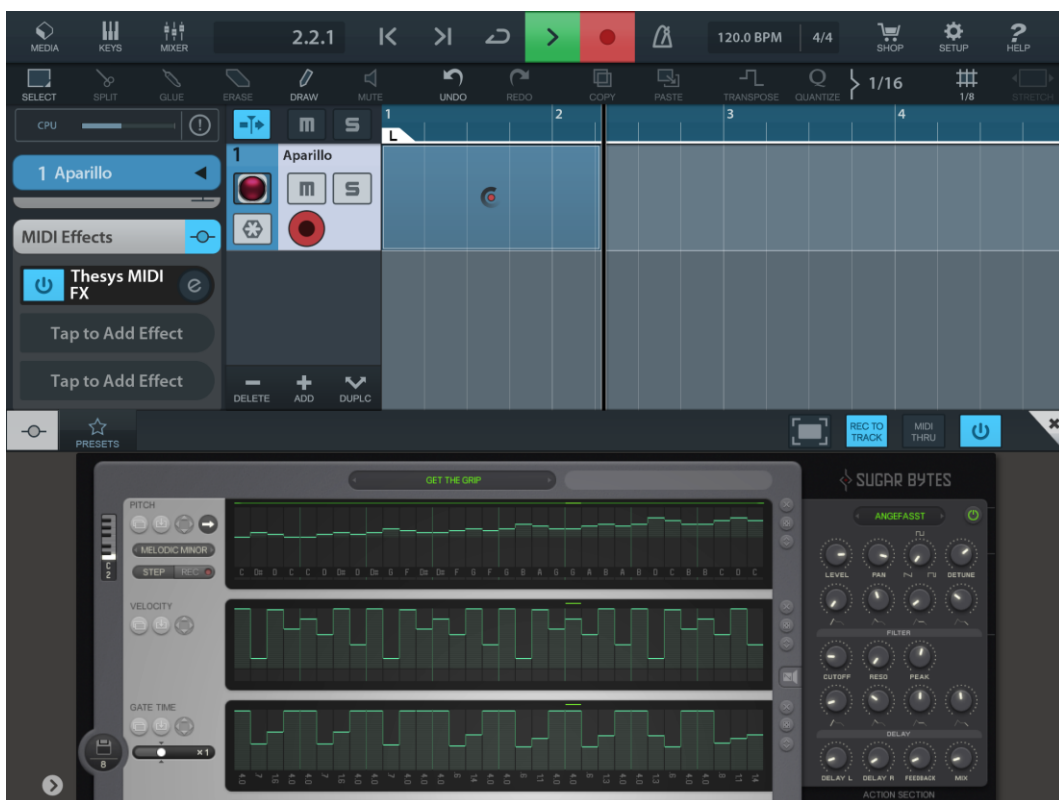 MEDIA KEYS MIXER 2.2.1 120.0 BPM 4/4 SHOP SETUP ? HELP
SELECT SPLIT GLUE ERASE DRAW MUTE UNDO REDO COPY PASTE TRANSPOSE Q QUANTIZE 1/16 1/8 STRETCH
CPU ! m S 1 2 3 4
L
1 Aparillo
1 Aparillo
m S
MIDI Effects
Thesys MIDI FX e
Tap to Add Effect
Tap to Add Effect
DELETE ADD DUPLC
PRESETS REC TO TRACK MIDI THRU
GET THE GRIP SUGAR BYTES
PITCH
ANGEFASST
MELODIC MINOR
C 2
STEP REC
LEVEL PAN DETUNE
VELOCITY
FILTER
CUTOFF RESO PEAK
GATE TIME
x1
DELAY
8
DELAY L DELAY R FEEDBACK MIX
ACTION SECTION